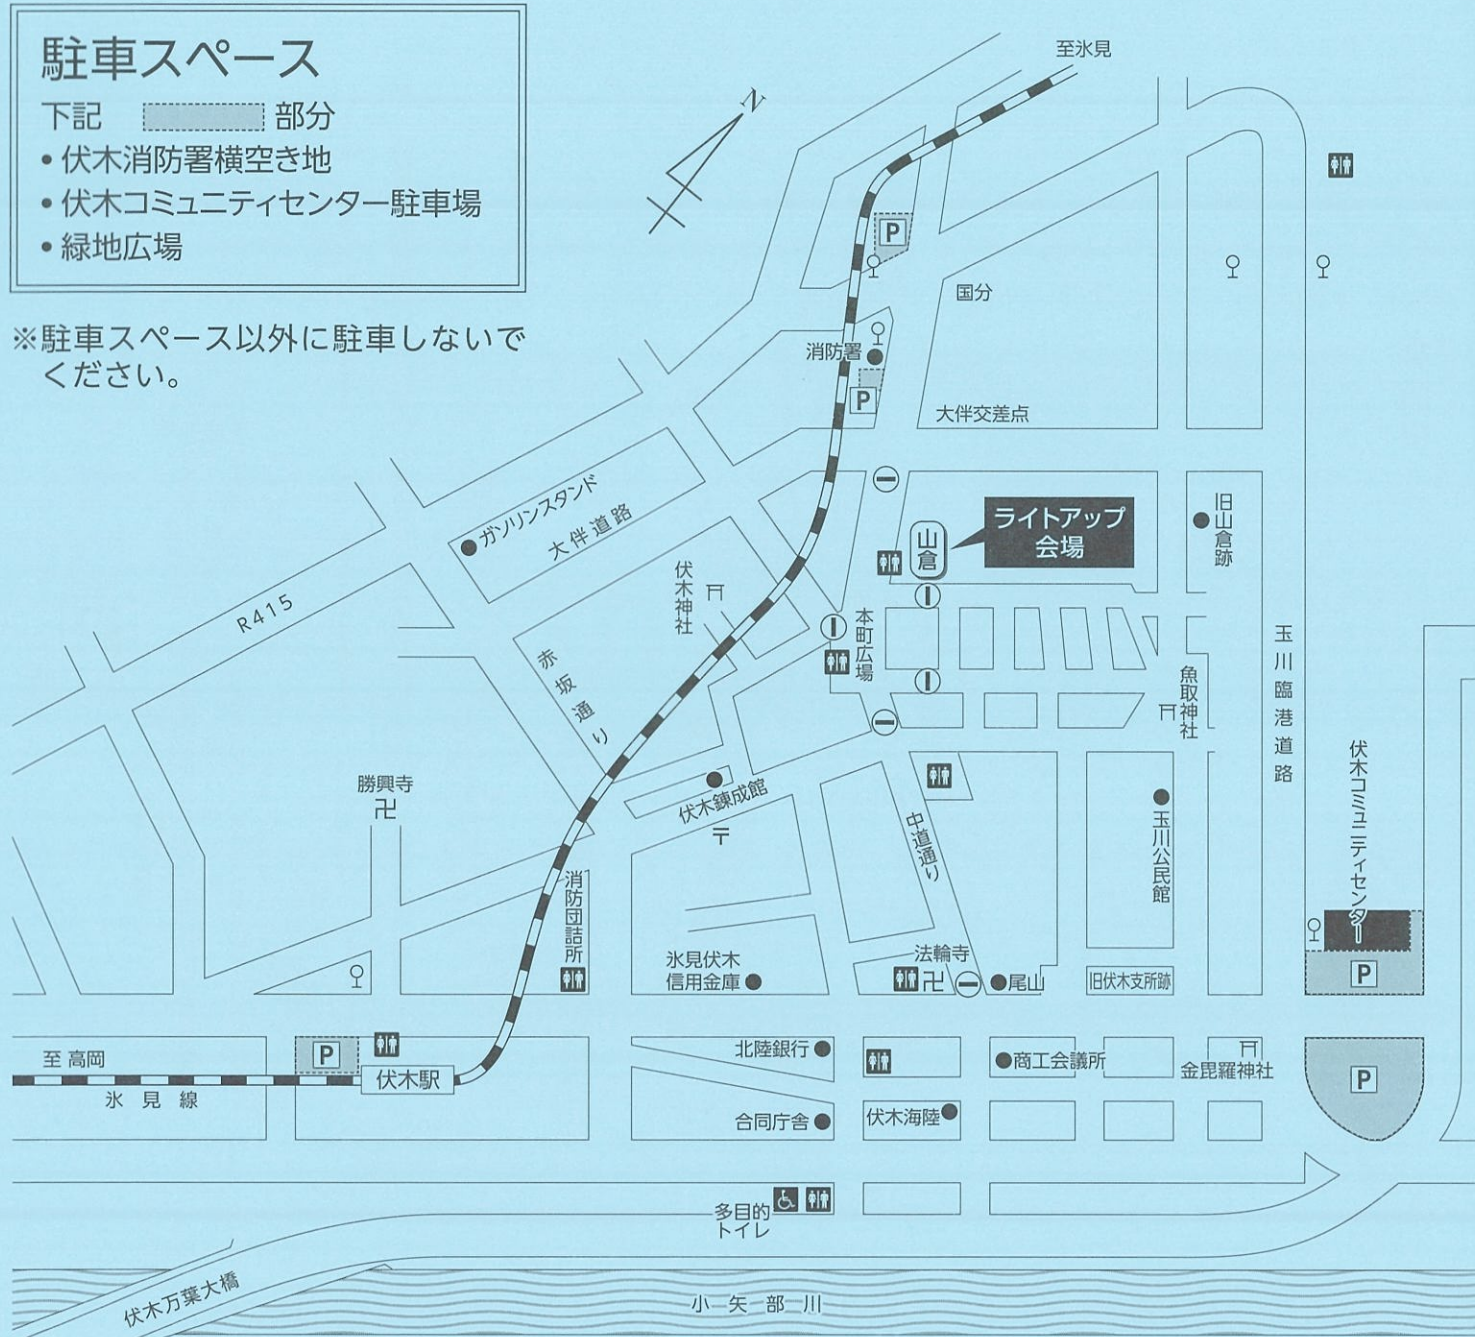 駐車スペース
下記 部分
• 伏木消防署横空き地
• 伏木コミュニティセンター駐車場
• 緑地広場
※駐車スペース以外に駐車しないで
ください。
至氷見
N
P
国分
消防署
P
大伴交差点
ガソリンスタンド
大伴道路
R415
伏木神社
山倉
ライトアップ
会場
旧山倉跡
本町広場
赤坂通り
魚取神社
玉川臨港道路
勝興寺
卍
伏木錬成館
〒
中道通り
玉川公民館
伏木コミュニティセンター
P
消防団詰所
氷見伏木
信用金庫
法輪寺
卍
尾山
旧伏木支所跡
至 高岡
P
伏木駅
氷見線
北陸銀行
商工会議所
金毘羅神社
P
合同庁舎
伏木海陸
多目的
トイレ
伏木万葉大橋
小矢部川